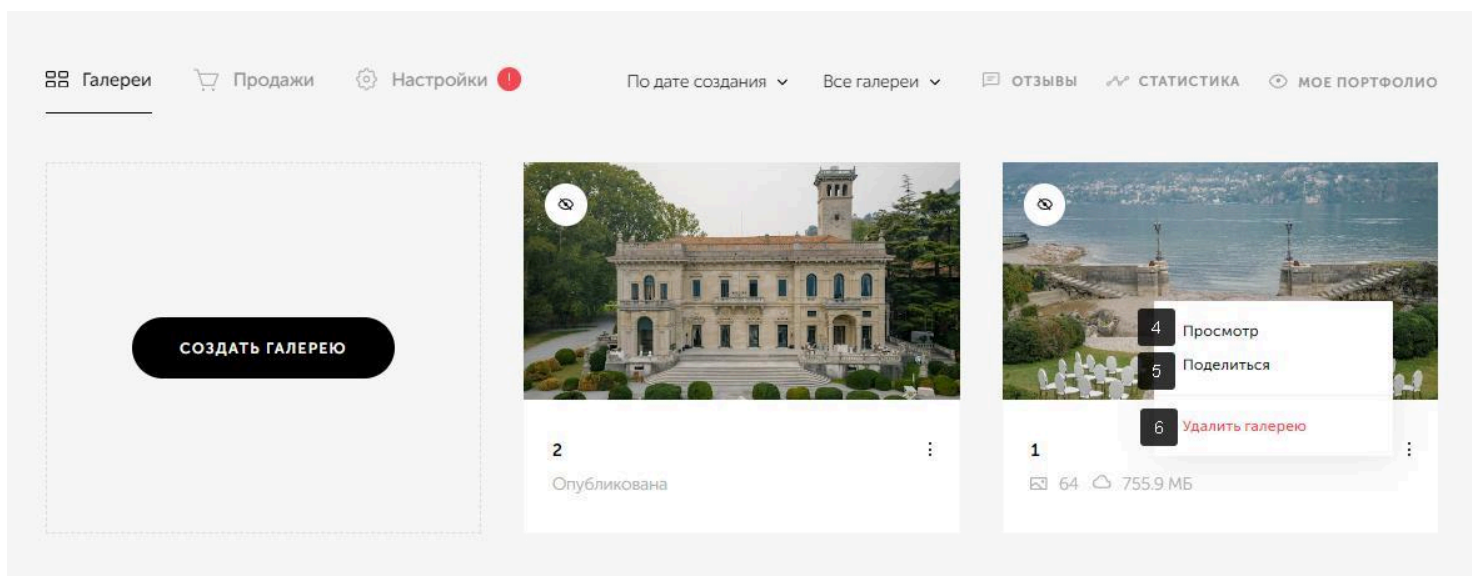 Галереи Продажи Настройки ! По дате создания Все галереи ОТЗЫВЫ СТАТИСТИКА МОЕ ПОРТФОЛИО
СОЗДАТЬ ГАЛЕРЕЮ
2
Опубликована
4 Просмотр
5 Поделиться
6 Удалить галерею
1
64 755.9 МБ